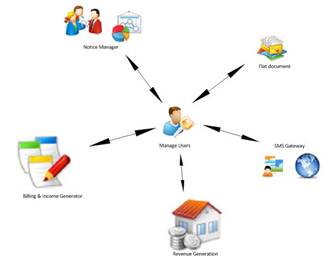 Notice Manager
Flat document
Manage Users
SMS Gateway
Billing & Income Generator
Revenue Generation